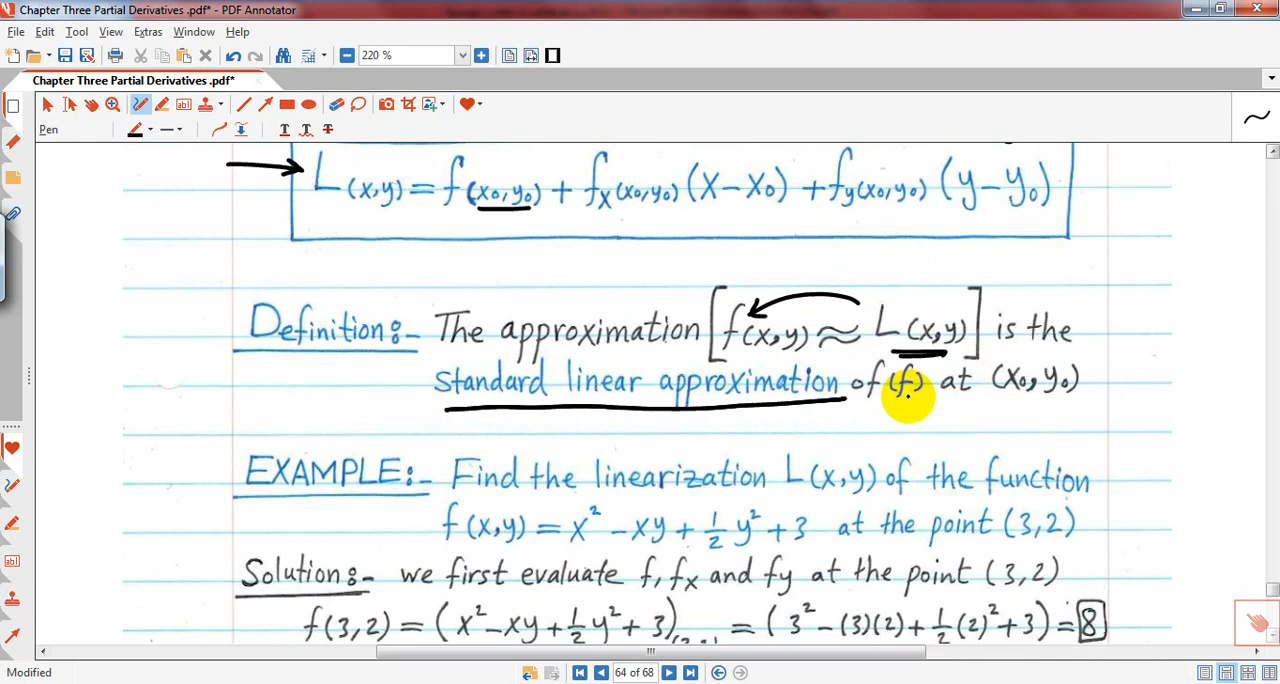 Chapter Three Partial Derivatives.pdf* - PDF Annotator
File Edit Tool View Extras Window Help
220 %
Chapter Three Partial Derivatives .pdf*
Pen
L(x,y) = f(x₀,y₀) + fₓ(x₀,y₀) (x-x₀) + fy(x₀,y₀) (y-y₀)
Definition:- The approximation [f(x,y) ≈ L(x,y)] is the
standard linear approximation of (f) at (x₀,y₀)
EXAMPLE:- Find the linearization L(x,y) of the function
f(x,y) = x² - xy + ½ y² + 3 at the point (3,2)
Solution:- we first evaluate f, fx and fy at the point (3,2)
f(3,2) = (x² - xy + ½ y² + 3) = (3² - (3)(2) + ½ (2)² + 3) = 8
Modified 64 of 68